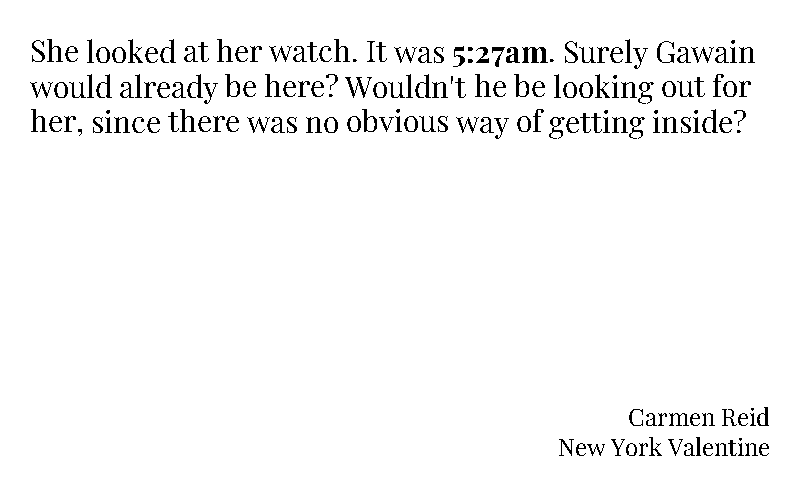 She looked at her watch. It was 5:27am. Surely Gawain
would already be here? Wouldn't he be looking out for
her, since there was no obvious way of getting inside?
Carmen Reid
New York Valentine